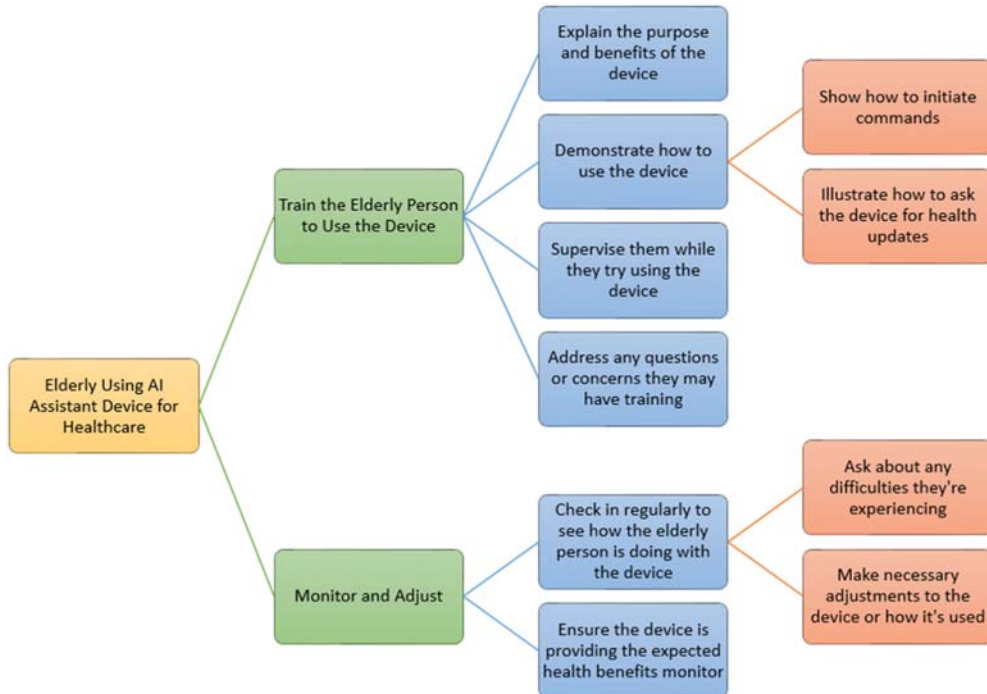 Explain the purpose
and benefits of the
device
Show how to initiate
commands
Demonstrate how to
use the device
Train the Elderly Person
to Use the Device
Illustrate how to ask
the device for health
updates
Supervise them while
they try using the
device
Address any questions
or concerns they may
have training
Elderly Using AI
Assistant Device for
Healthcare
Ask about any
difficulties they're
experiencing
Check in regularly to
see how the elderly
person is doing with
the device
Monitor and Adjust
Make necessary
adjustments to the
device or how it's used
Ensure the device is
providing the expected
health benefits monitor